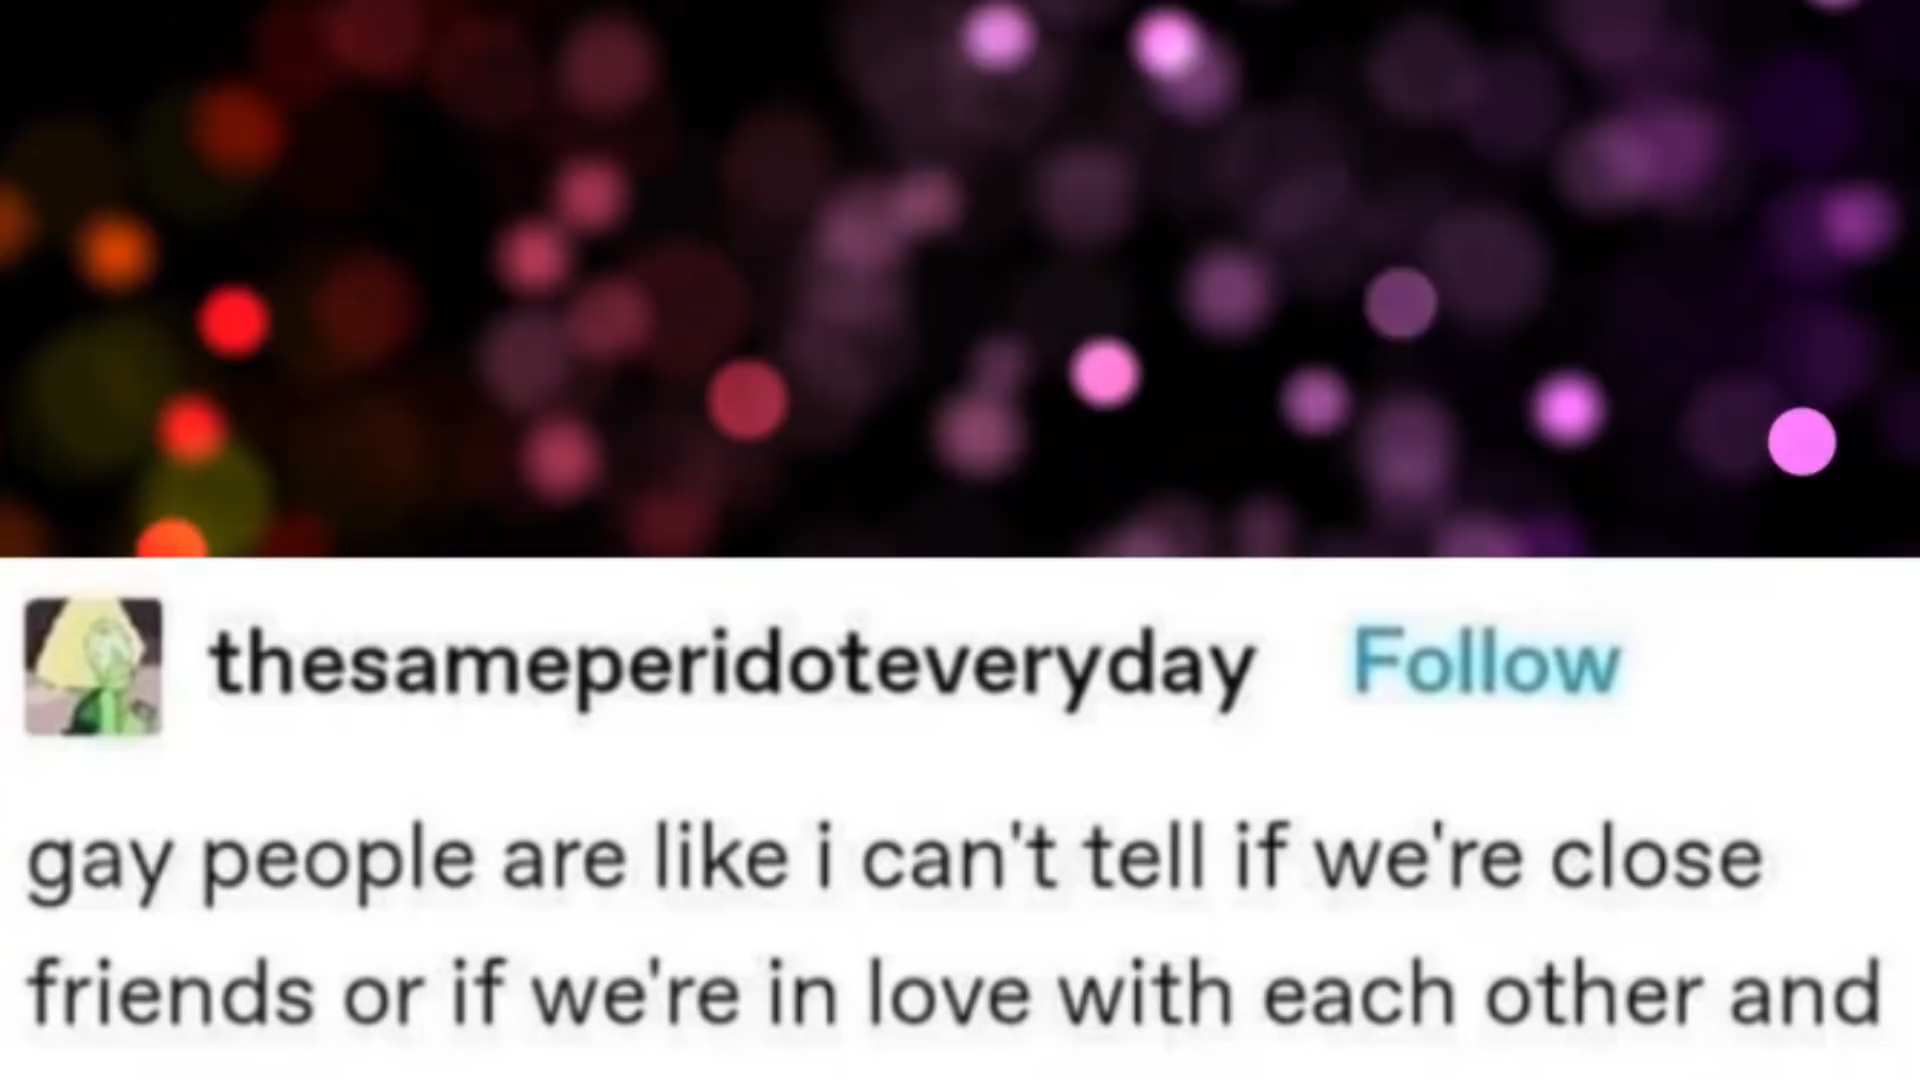 thesameperidoteveryday Follow
gay people are like i can't tell if we're close
friends or if we're in love with each other and